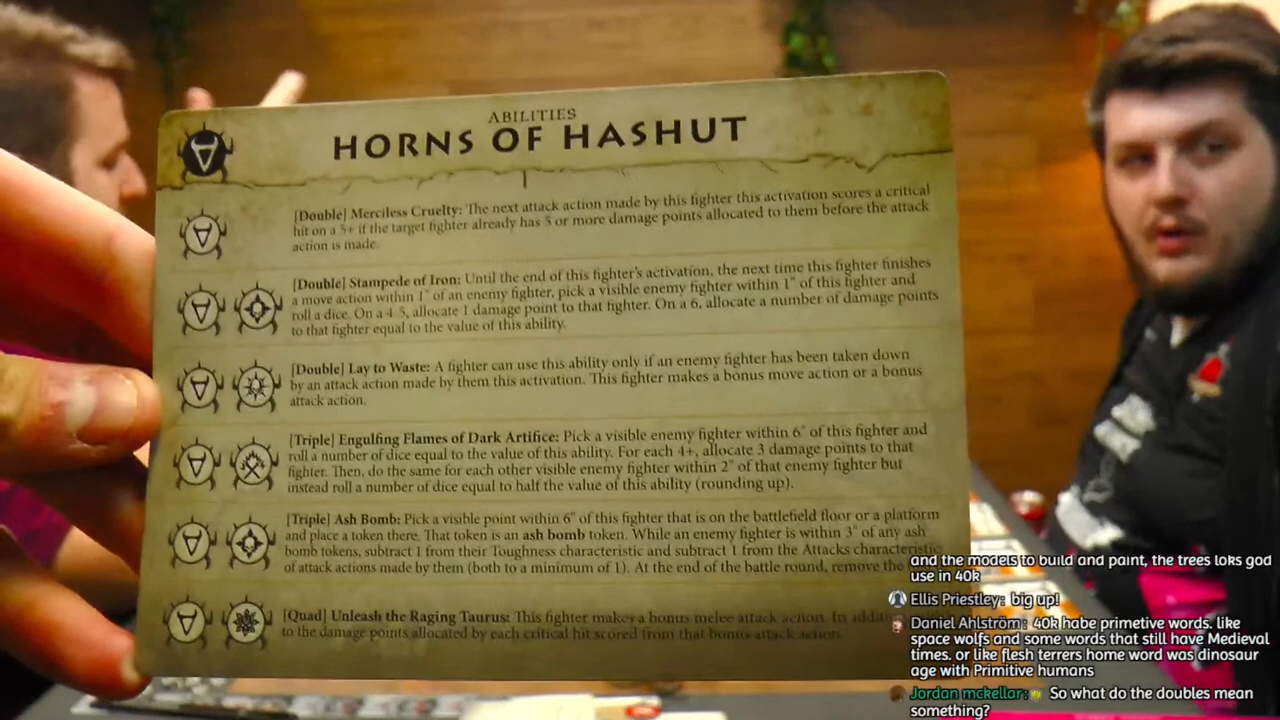 ABILITIES
HORNS OF HASHUT
[Double] Merciless Cruelty: The next attack action made by this fighter this activation scores a critical
hit on a 5+ if the target fighter already has 5 or more damage points allocated to them before the attack
action is made.
[Double] Stampede of Iron: Until the end of this fighter's activation, the next time this fighter finishes
a move action within 1" of an enemy fighter, pick a visible enemy fighter within 1" of this fighter and
roll a dice. On a 4-5, allocate 1 damage point to that fighter. On a 6, allocate a number of damage points
to that fighter equal to the value of this ability.
[Double] Lay to Waste: A fighter can use this ability only if an enemy fighter has been taken down
by an attack action made by them this activation. This fighter makes a bonus move action or a bonus
attack action.
[Triple] Engulfing Flames of Dark Artifice: Pick a visible enemy fighter within 6" of this fighter and
roll a number of dice equal to the value of this ability. For each 4+, allocate 3 damage points to that
fighter. Then, do the same for each other visible enemy fighter within 2" of that enemy fighter but
instead roll a number of dice equal to half the value of this ability (rounding up).
[Triple] Ash Bomb: Pick a visible point within 6" of this fighter that is on the battlefield floor or a platform
and place a token there. That token is an ash bomb token. While an enemy fighter is within 3" of any ash
bomb tokens, subtract 1 from their Toughness characteristic and subtract 1 from the Attacks characteristic
of attack actions made by them (both to a minimum of 1). At the end of the battle round, remove the
[Quad] Unleash the Raging Taurus: This fighter makes a bonus melee attack action. In
to the damage points allocated by each critical hit scored from that bonus attack action.
and the models to build and paint, the trees loks god
use in 40k
Ellis Priestley: big up!
Daniel Ahlström: 40k habe primetive words. like
space wolfs and some words that still have Medieval
times. or like flesh terrers home word was dinosaur
age with Primitive humans
Jordan mckellar: So what do the doubles mean
something?